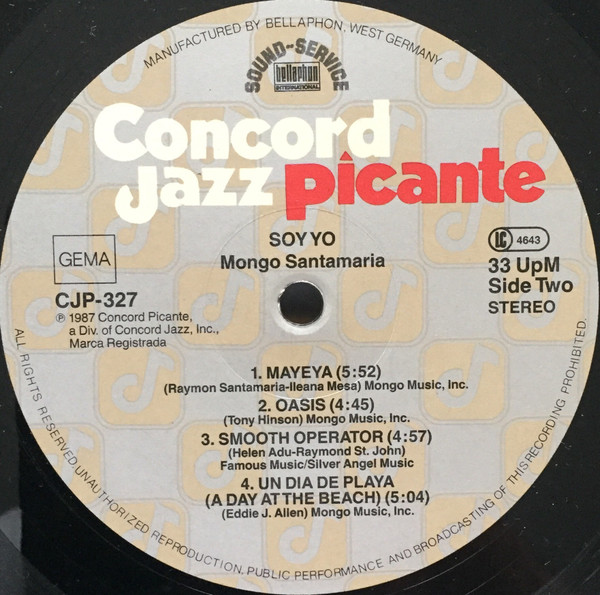 MANUFACTURED BY BELLAPHON, WEST GERMANY
SOUND-SERVICE
bellaphon
INTERNATIONAL
Concord
Jazz picante
SOY YO
Mongo Santamaria
GEMA
LC 4643
CJP-327
33 UpM
Side Two
STEREO
℗ 1987 Concord Picante,
a Div. of Concord Jazz, Inc.,
Marca Registrada
1. MAYEYA (5:52)
(Raymon Santamaria-Ileana Mesa) Mongo Music, Inc.
2. OASIS (4:45)
(Tony Hinson) Mongo Music, Inc.
3. SMOOTH OPERATOR (4:57)
(Helen Adu-Raymond St. John)
Famous Music/Silver Angel Music
4. UN DIA DE PLAYA
(A DAY AT THE BEACH) (5:04)
(Eddie J. Allen) Mongo Music, Inc.
ALL RIGHTS RESERVED. UNAUTHORIZED REPRODUCTION, PUBLIC PERFORMANCE AND BROADCASTING OF THIS RECORDING PROHIBITED.